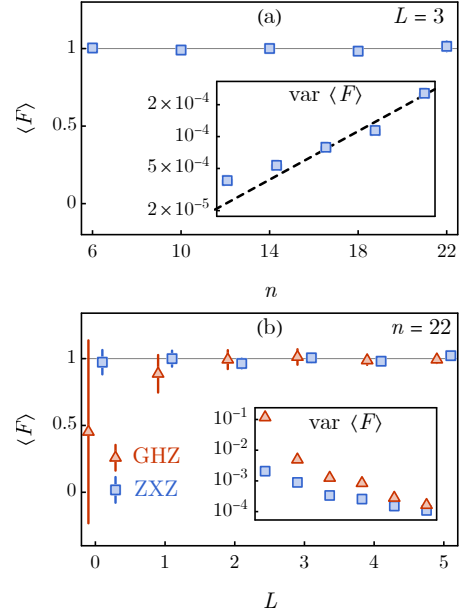 (a)
L = 3
1
0.5
0
⟨F⟩
var ⟨F⟩
2×10⁻⁴
10⁻⁴
5×10⁻⁴
2×10⁻⁵
6 10 14 18 22
n
(b)
n = 22
1
0.5
0
⟨F⟩
GHZ
ZXZ
var ⟨F⟩
10⁻¹
10⁻²
10⁻³
10⁻⁴
0 1 2 3 4 5
L